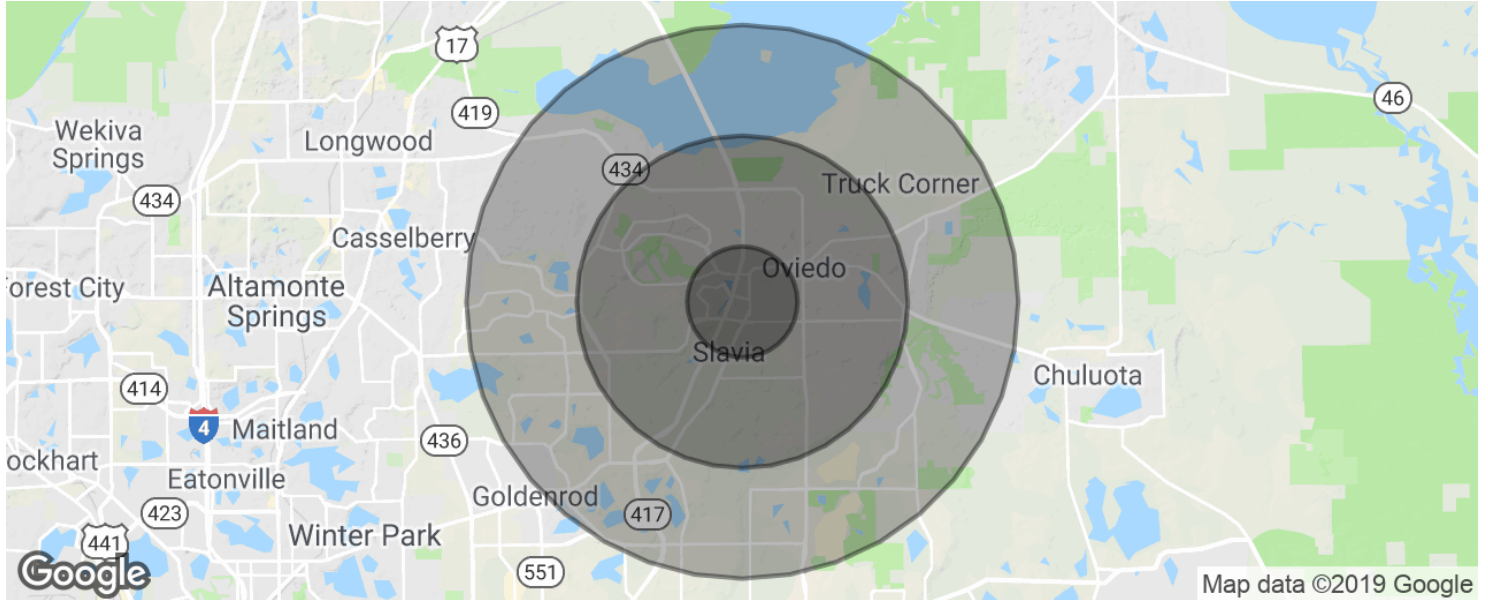 17
46
419
Wekiva
Springs
Longwood
434
Truck Corner
434
Casselberry
Oviedo
Forest City
Altamonte
Springs
Slavia
Chuluota
414
4
Maitland
436
ockhart
Eatonville
Goldenrod
423
417
Winter Park
441
551
Google
Map data ©2019 Google